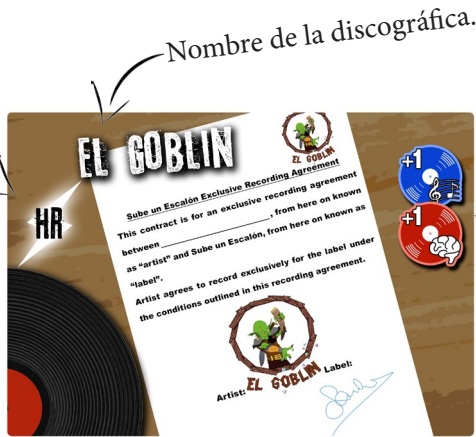 Nombre de la discográfica.
EL GOBLIN
EL GOBLIN
HR
+1
+1
Sube un Escalón Exclusive Recording Agreement
This contract is for an exclusive recording agreement
between ____________________, from here on known
as "artist" and Sube un Escalón, from here on known as
"label".
Artist agrees to record exclusively for the label under
the conditions outlined in this recording agreement.
EL GOBLIN
Artist:
Label: